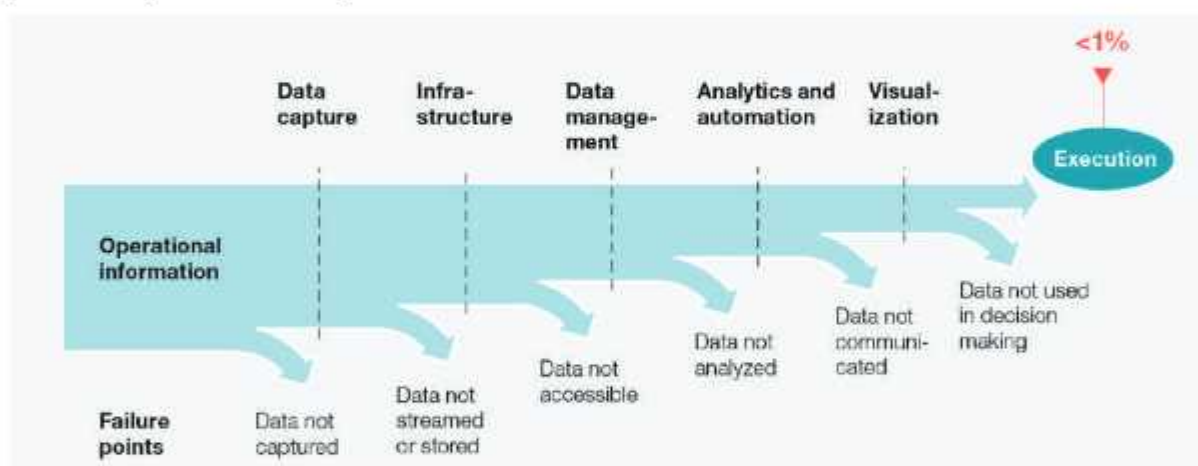 <1%
Data
capture
Infra-
structure
Data
manage-
ment
Analytics and
automation
Visual-
ization
Execution
Operational
information
Failure
points
Data not
captured
Data not
streamed
or stored
Data not
accessible
Data not
analyzed
Data not
communi-
cated
Data not used
in decision
making